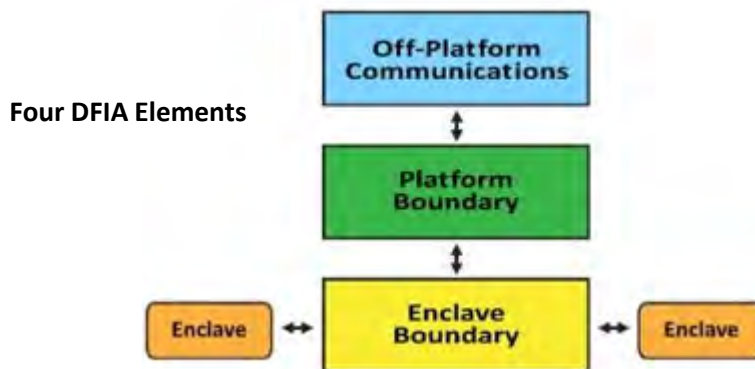 Off-Platform
Communications
Four DFIA Elements
Platform
Boundary
Enclave
Enclave
Boundary
Enclave